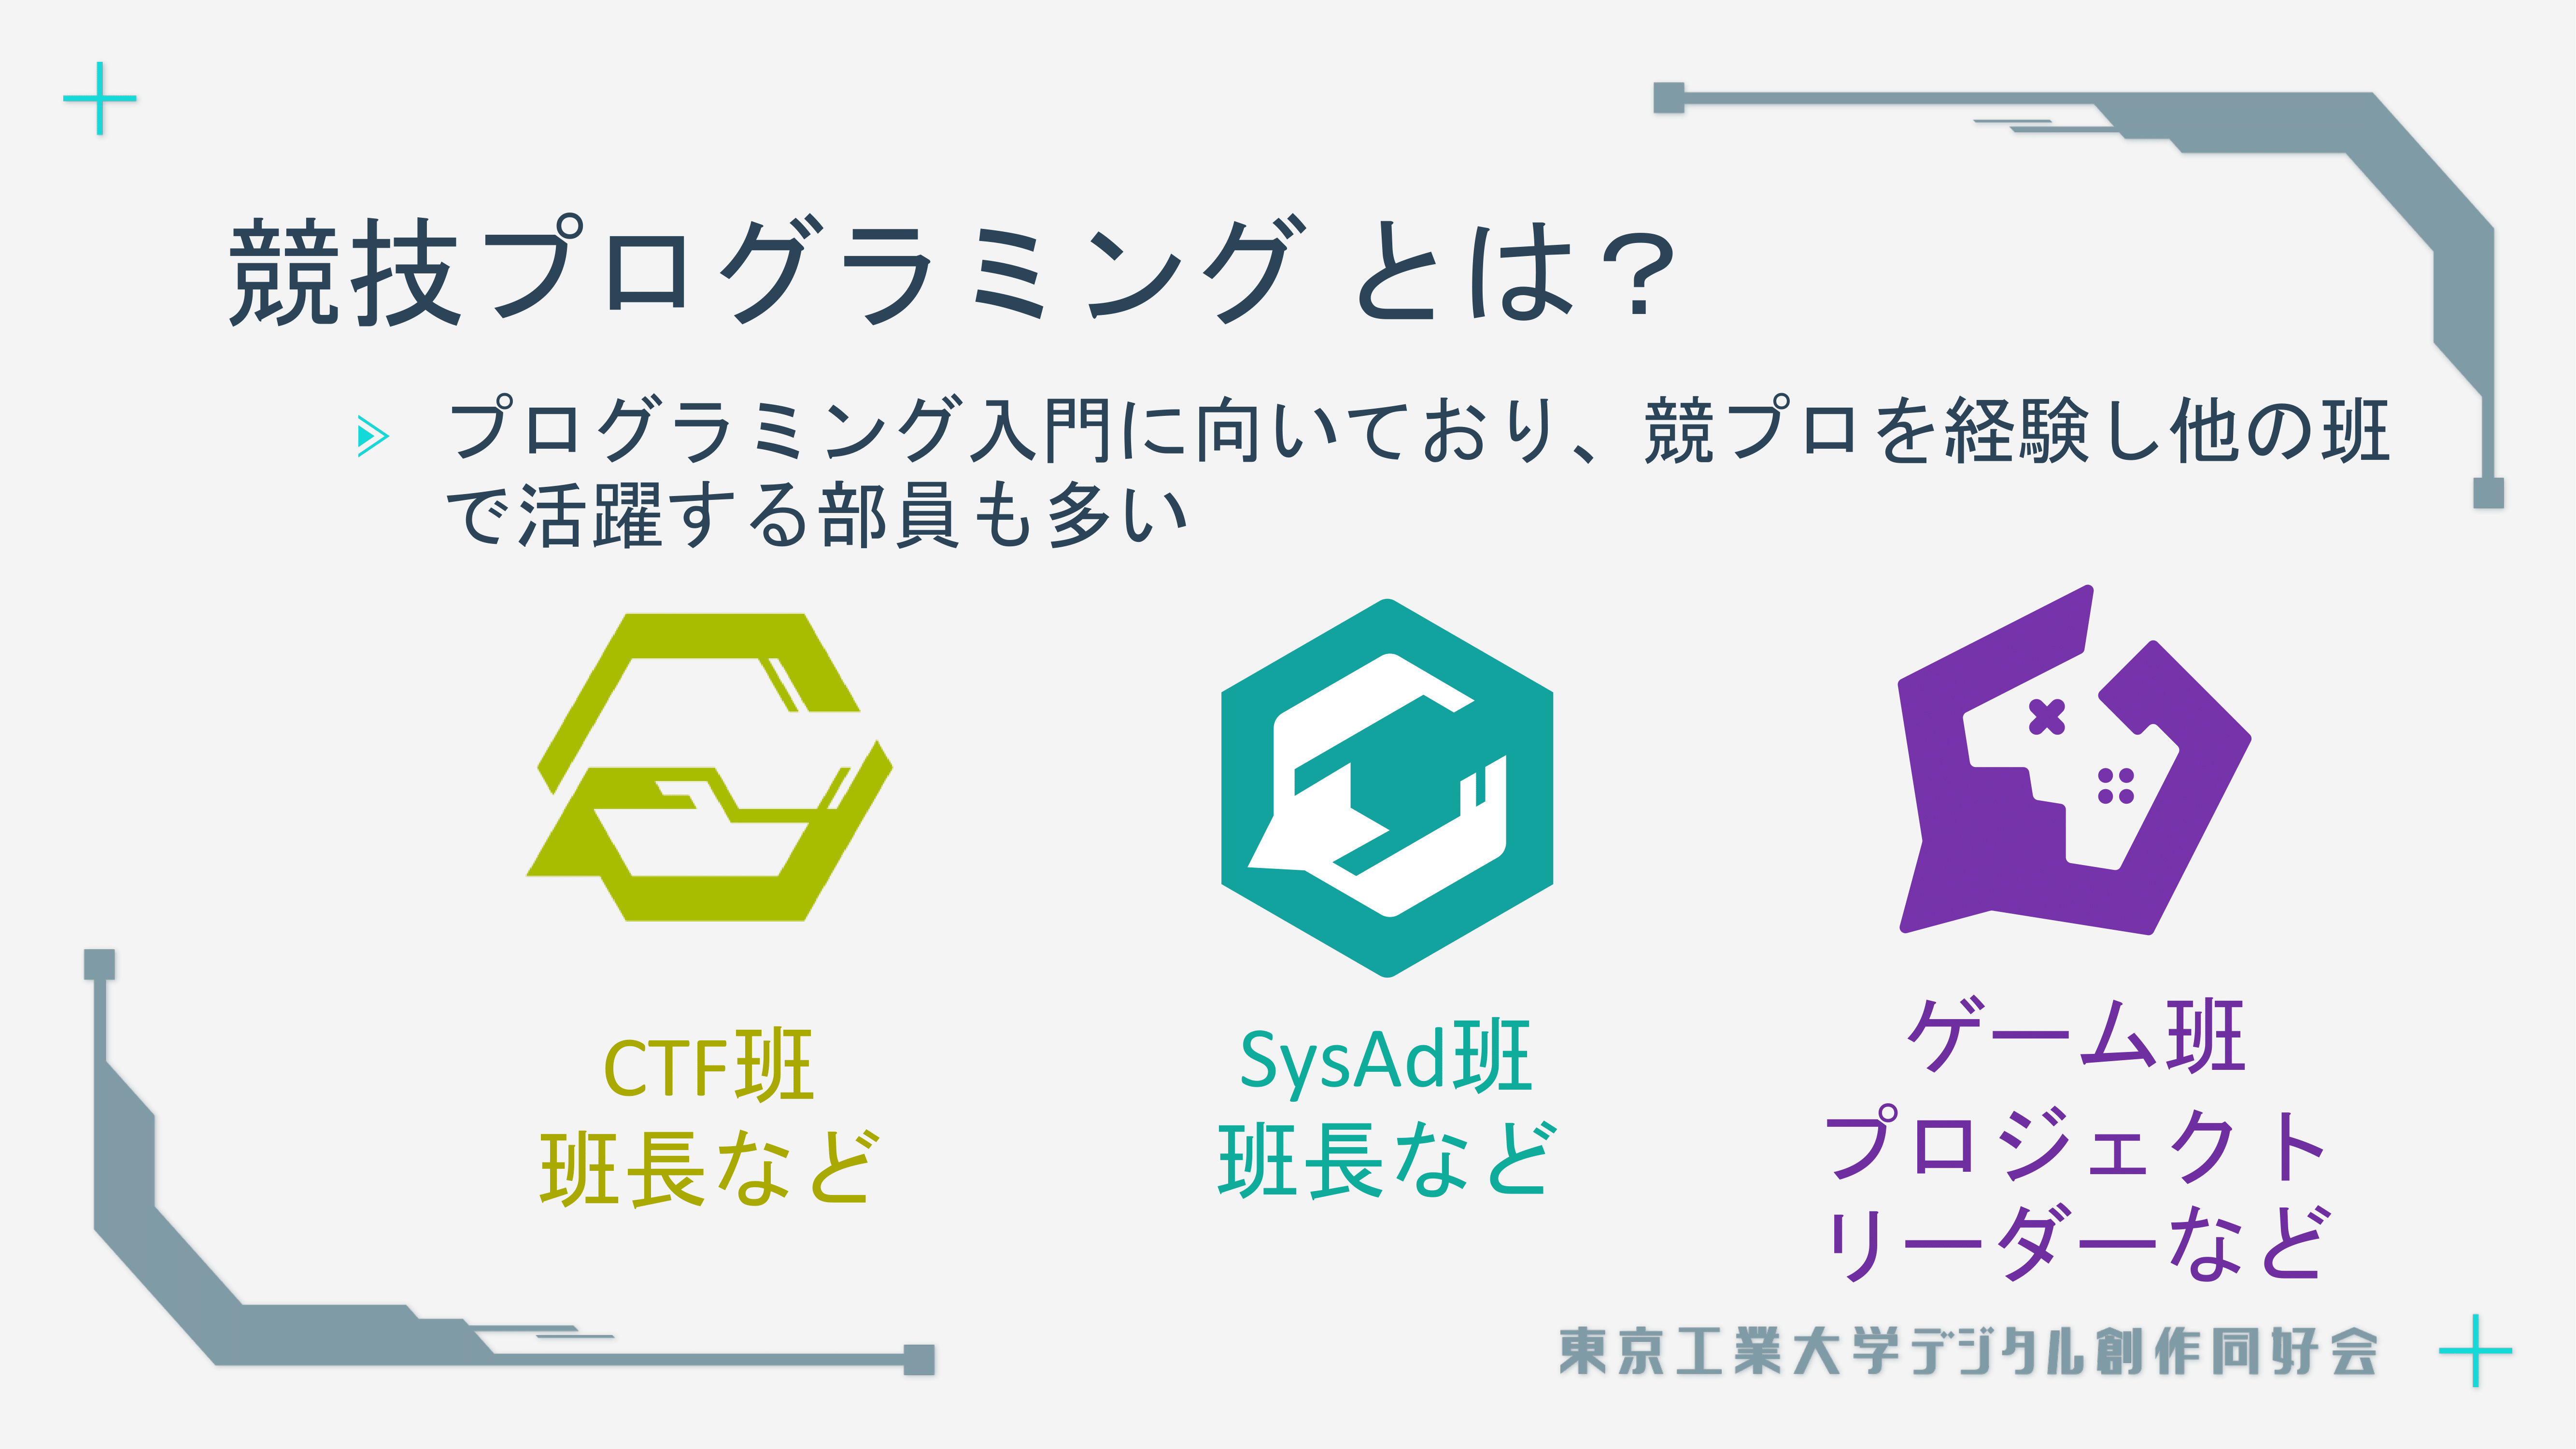 競技プログラミング とは？
プログラミング入門に向いており、競プロを経験し他の班
で活躍する部員も多い
CTF班
班長など
SysAd班
班長など
ゲーム班
プロジェクト
リーダーなど
東京工業大学デジタル創作同好会